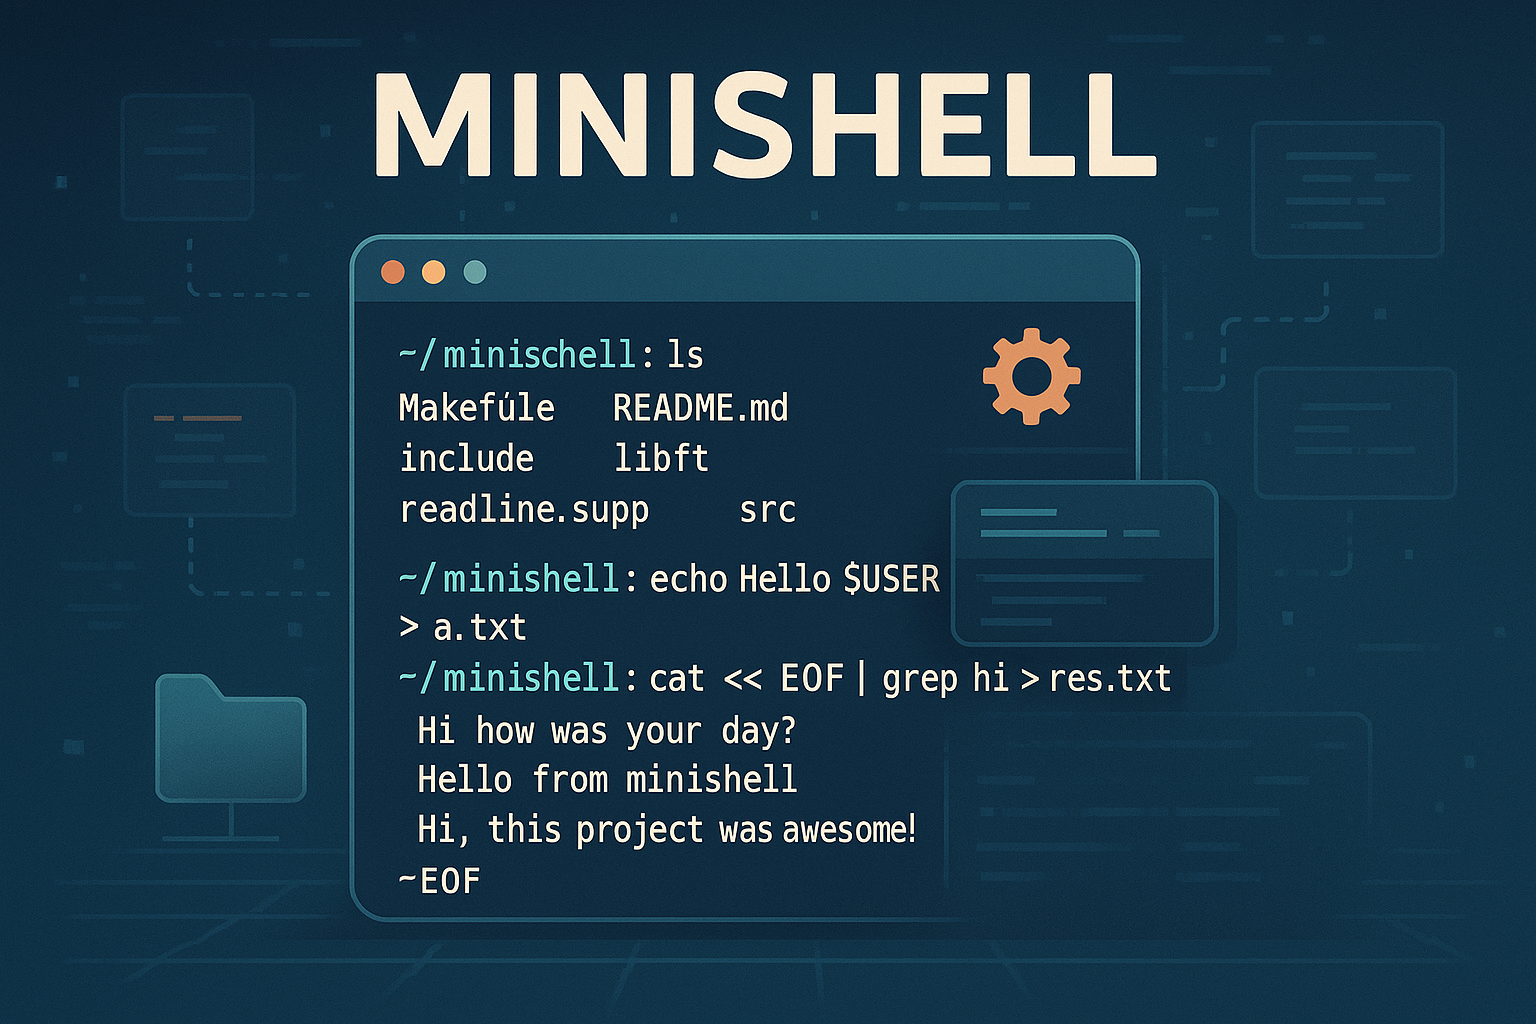 MINISHELL
~/minischell: ls
Makefúle README.md
include libft
readline.supp src
~/minishell: echo Hello $USER
> a.txt
~/minishell: cat << EOF | grep hi > res.txt
Hi how was your day?
Hello from minishell
Hi, this project was awesome!
~EOF